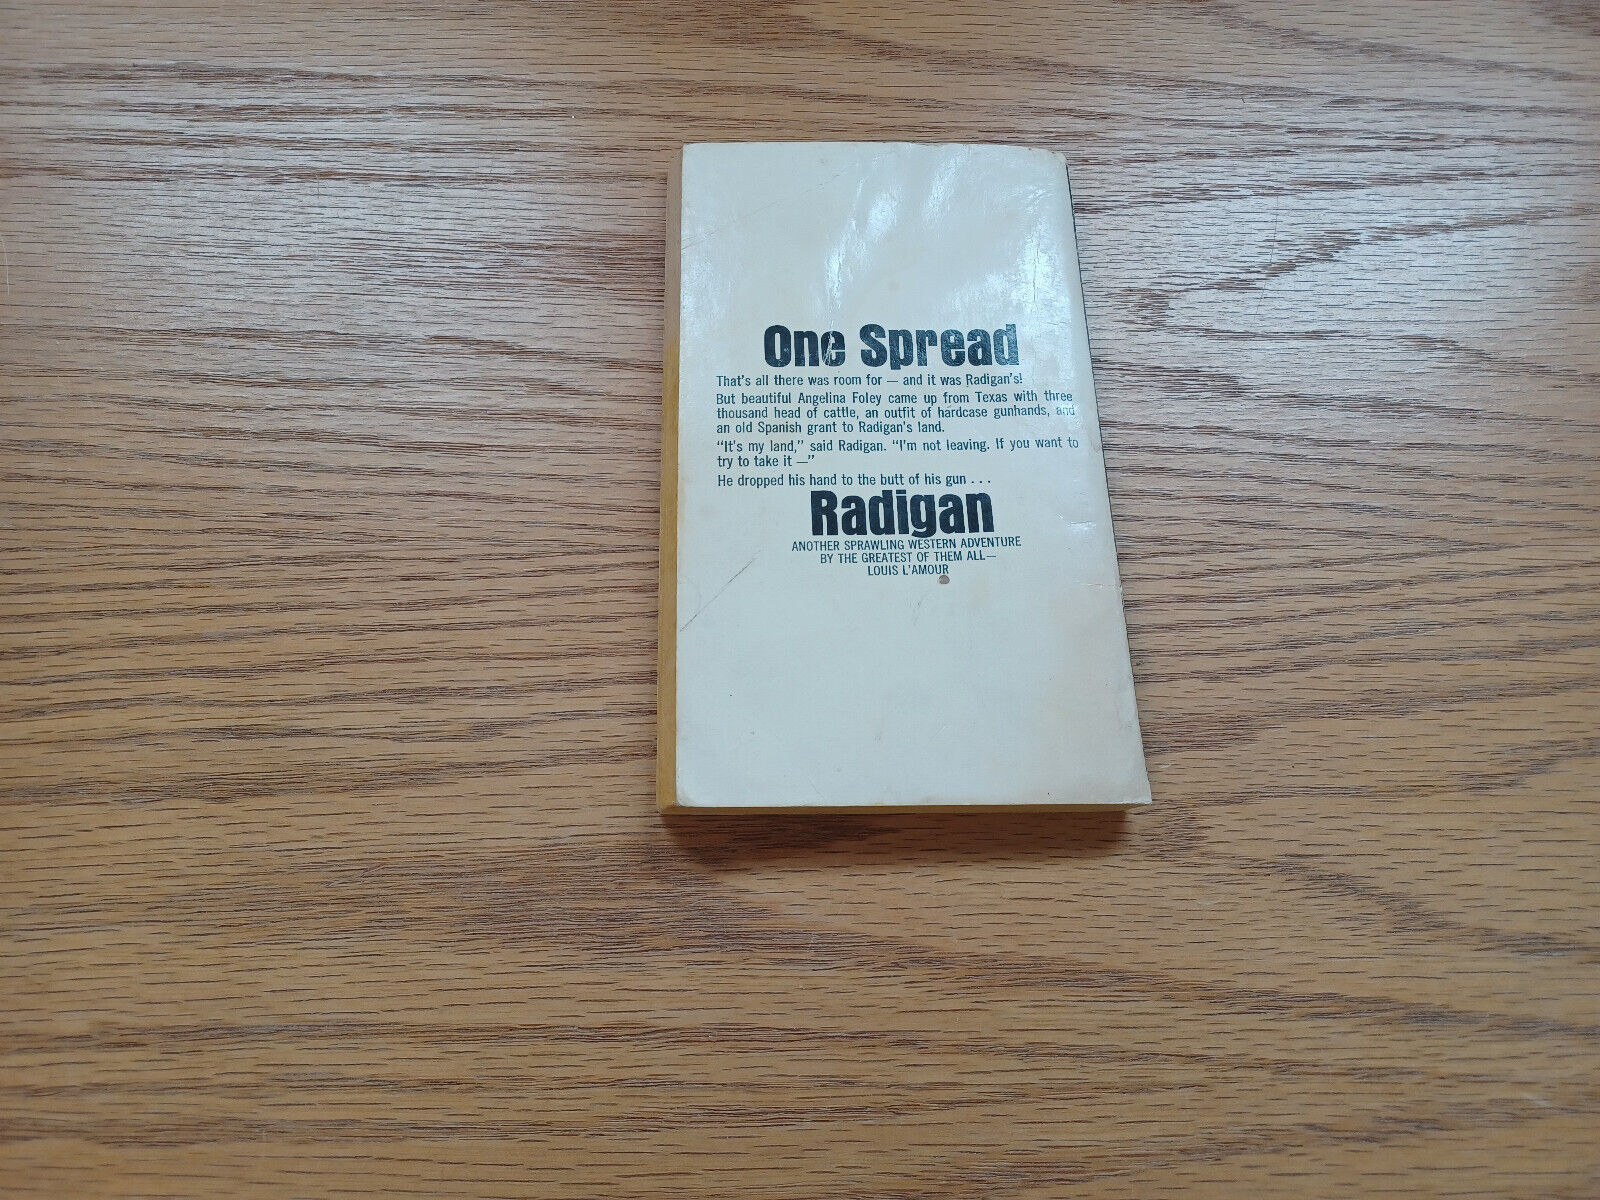 One Spread
That's all there was room for — and it was Radigan's!
But beautiful Angelina Foley came up from Texas with three
thousand head of cattle, an outfit of hardcase gunhands, and
an old Spanish grant to Radigan's land.
“It's my land,” said Radigan. “I'm not leaving. If you want to
try to take it —”
He dropped his hand to the butt of his gun . . .
Radigan
ANOTHER SPRAWLING WESTERN ADVENTURE
BY THE GREATEST OF THEM ALL—
LOUIS L'AMOUR